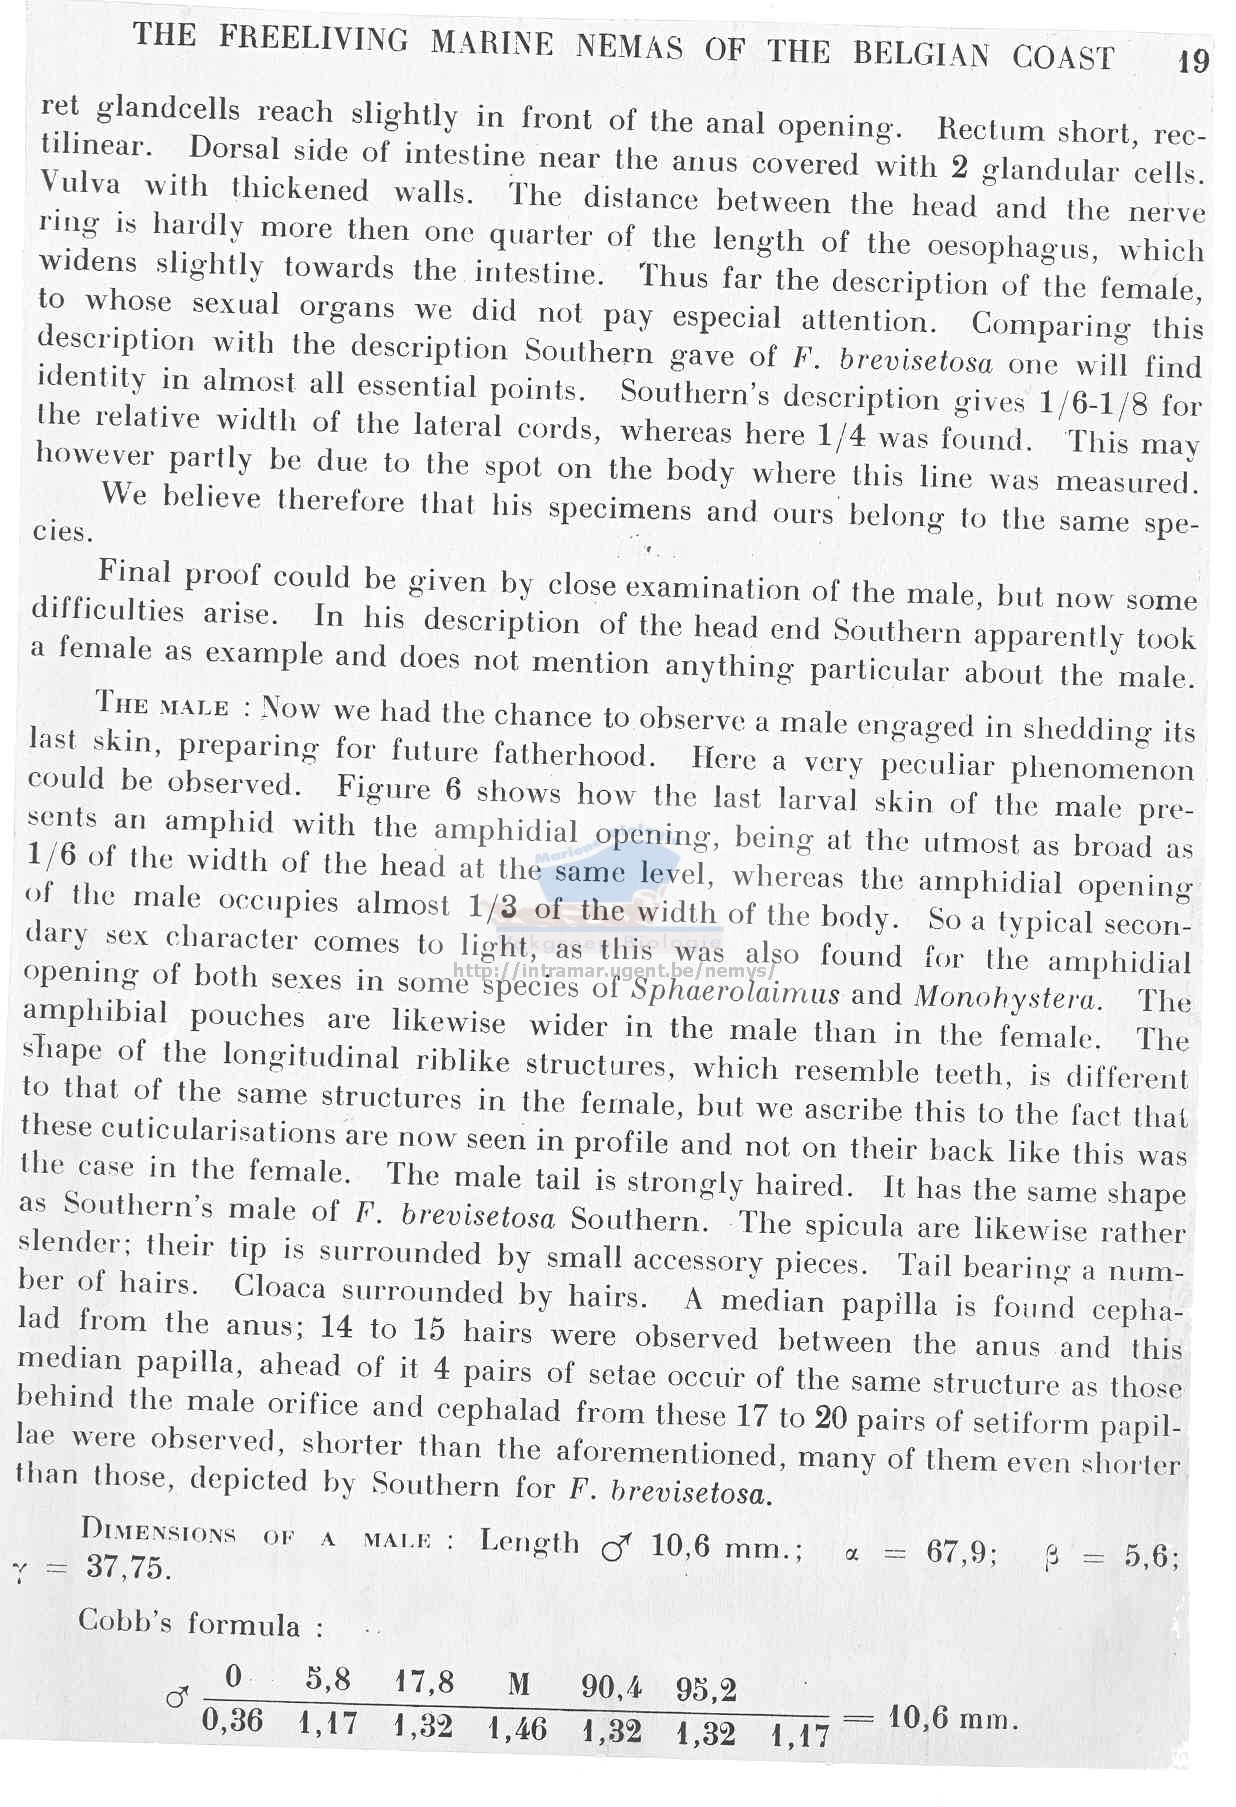 THE FREELIVING MARINE NEMAS OF THE BELGIAN COAST 19
ret glandcells reach slightly in front of the anal opening. Rectum short, rec-
tilinear. Dorsal side of intestine near the anus covered with 2 glandular cells.
Vulva with thickened walls. The distance between the head and the nerve
ring is hardly more then one quarter of the length of the oesophagus, which
widens slightly towards the intestine. Thus far the description of the female,
to whose sexual organs we did not pay especial attention. Comparing this
description with the description Southern gave of F. brevisetosa one will find
identity in almost all essential points. Southern's description gives 1/6-1/8 for
the relative width of the lateral cords, whereas here 1/4 was found. This may
however partly be due to the spot on the body where this line was measured.
We believe therefore that his specimens and ours belong to the same spe-
cies.
Final proof could be given by close examination of the male, but now some
difficulties arise. In his description of the head end Southern apparently took
a female as example and does not mention anything particular about the male.
THE MALE : Now we had the chance to observe a male engaged in shedding its
last skin, preparing for future fatherhood. Here a very peculiar phenomenon
could be observed. Figure 6 shows how the last larval skin of the male pre-
sents an amphid with the amphidial opening, being at the utmost as broad as
1/6 of the width of the head at the same level, whereas the amphidial opening
of the male occupies almost 1/3 of the width of the body. So a typical secon-
dary sex character comes to light, as this was also found for the amphidial
opening of both sexes in some species of Sphaerolaimus and Monohystera. The
amphibial pouches are likewise wider in the male than in the female. The
shape of the longitudinal riblike structures, which resemble teeth, is different
to that of the same structures in the female, but we ascribe this to the fact that
these cuticularisations are now seen in profile and not on their back like this was
the case in the female. The male tail is strongly haired. It has the same shape
as Southern's male of F. brevisetosa Southern. The spicula are likewise rather
slender; their tip is surrounded by small accessory pieces. Tail bearing a num-
ber of hairs. Cloaca surrounded by hairs. A median papilla is found cepha-
lad from the anus; 14 to 15 hairs were observed between the anus and this
median papilla, ahead of it 4 pairs of setae occur of the same structure as those
behind the male orifice and cephalad from these 17 to 20 pairs of setiform papil-
lae were observed, shorter than the aforementioned, many of them even shorter
than those, depicted by Southern for F. brevisetosa.
DIMENSIONS OF A MALE : Length ♂ 10,6 mm.; α = 67,9; β = 5,6;
γ = 37,75.
Cobb's formula :
0 5,8 17,8 M 90,4 95,2
♂ = 10,6 mm.
0,36 1,17 1,32 1,46 1,32 1,32 1,17
Mariene
Biologie
http://intramar.ugent.be/nemys/